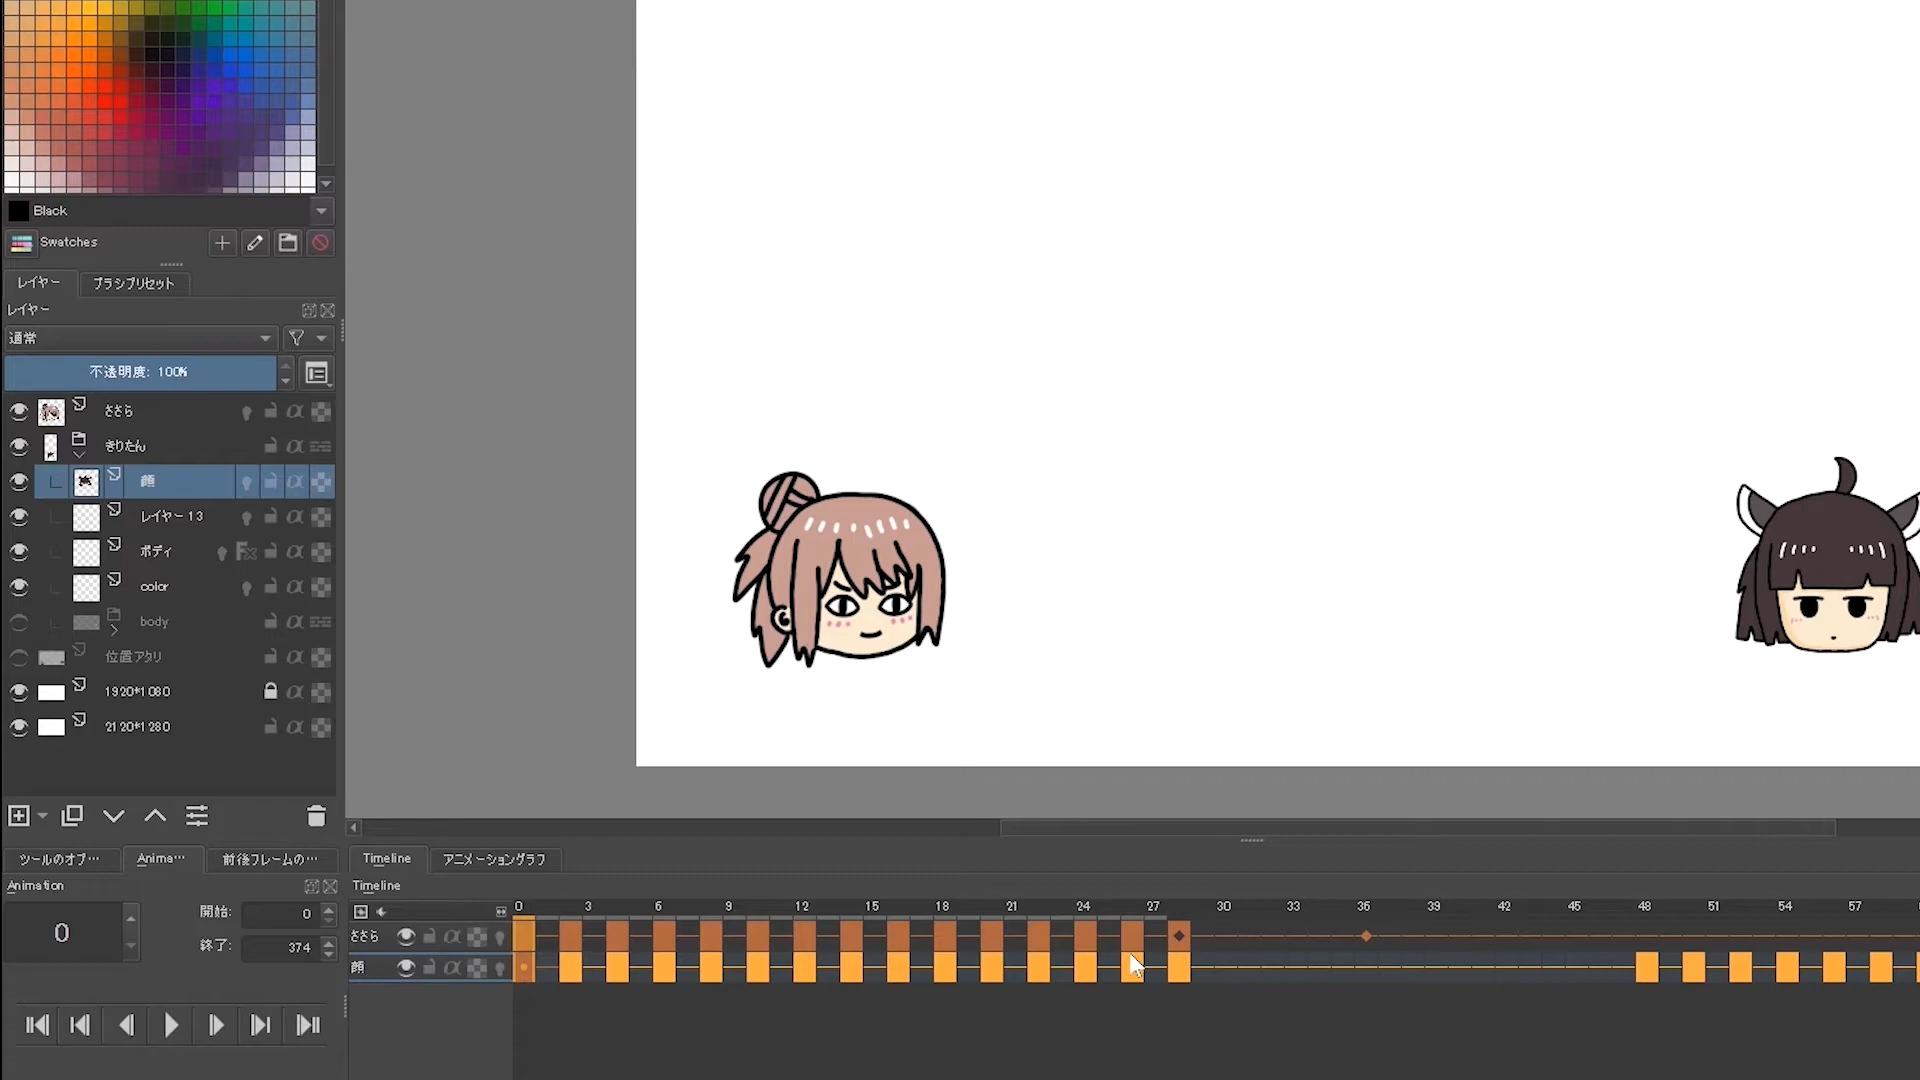 Black
Swatches
レイヤー ブラシプリセット
レイヤー
通常
不透明度: 100%
ささら
きりたん
顔
レイヤー 13
ボディ
color
body
位置アタリ
1920*1080
2120*1280
ツールのオプ… Anima… 前後フレームの… Timeline アニメーショングラフ
Animation
Timeline
0
開始: 0
終了: 374
0 3 6 9 12 15 18 21 24 27 30 33 36 39 42 45 48 51 54 57
ささら
顔